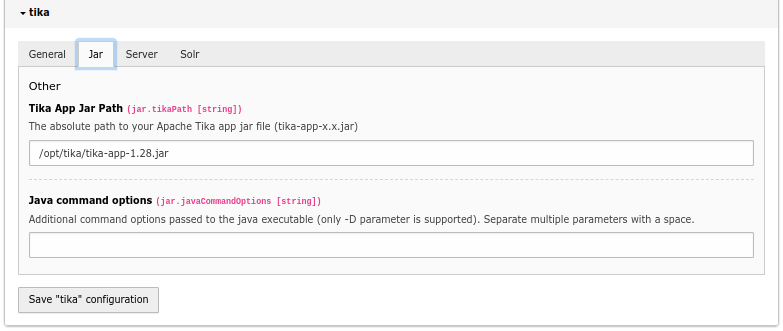 tika
General Jar Server Solr
Other
Tika App Jar Path (jar.tikaPath [string])
The absolute path to your Apache Tika app jar file (tika-app-x.x.jar)
/opt/tika/tika-app-1.28.jar
Java command options (jar.javaCommandOptions [string])
Additional command options passed to the java executable (only -D parameter is supported). Separate multiple parameters with a space.
Save "tika" configuration